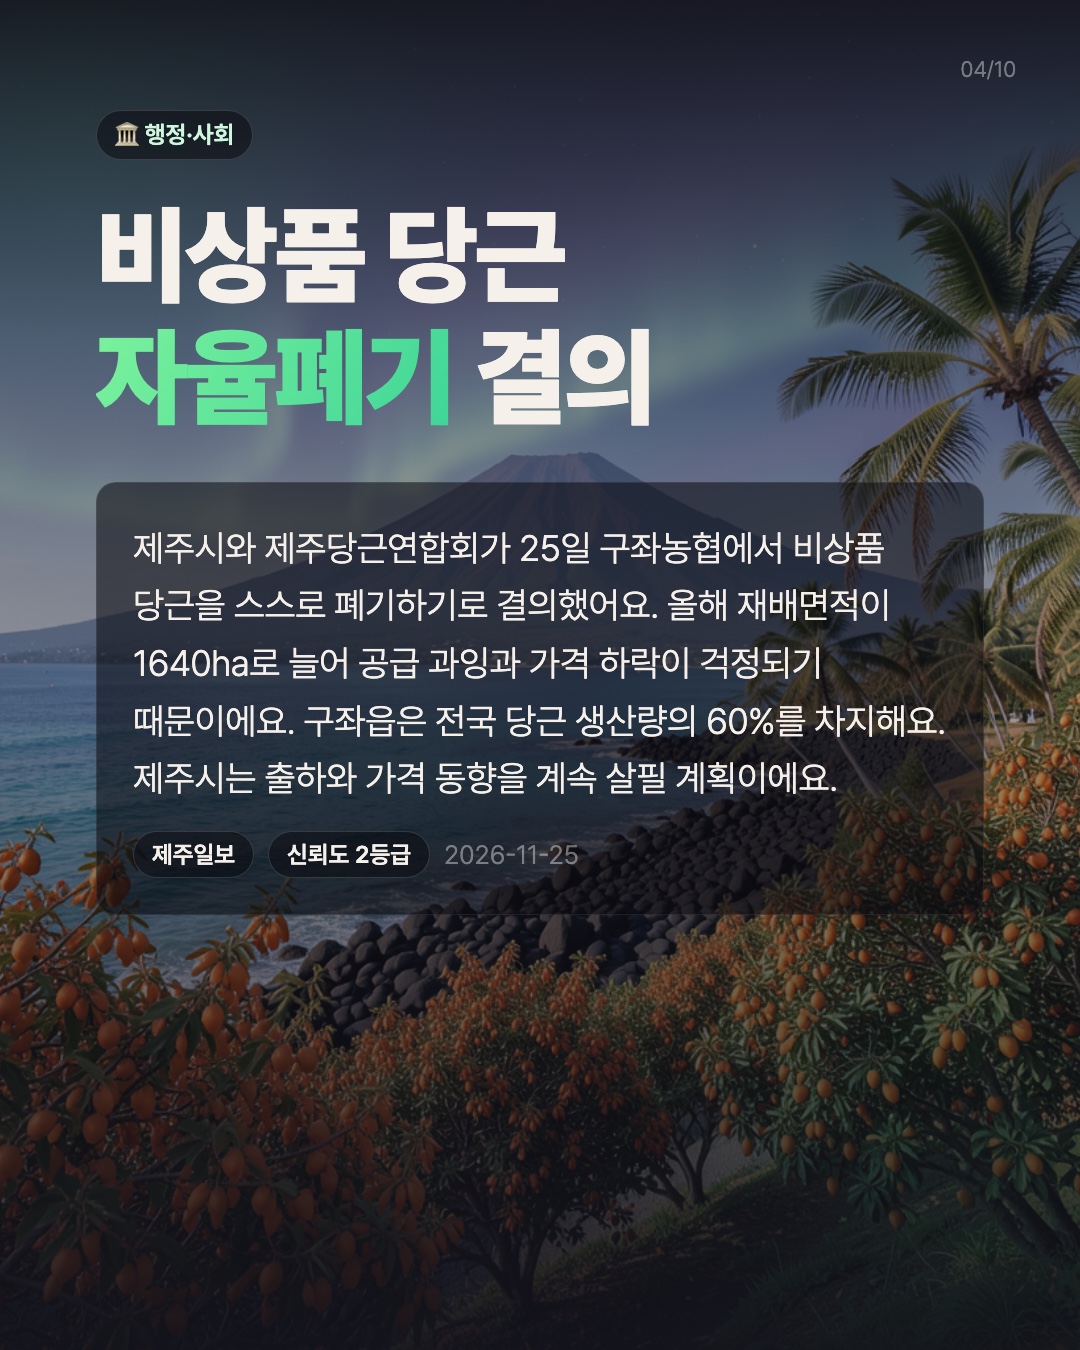 04/10
🏛️ 행정·사회
비상품 당근
자율폐기 결의
제주시와 제주당근연합회가 25일 구좌농협에서 비상품
당근을 스스로 폐기하기로 결의했어요. 올해 재배면적이
1640ha로 늘어 공급 과잉과 가격 하락이 걱정되기
때문이에요. 구좌읍은 전국 당근 생산량의 60%를 차지해요.
제주시는 출하와 가격 동향을 계속 살필 계획이에요.
제주일보 신뢰도 2등급 2026-11-25